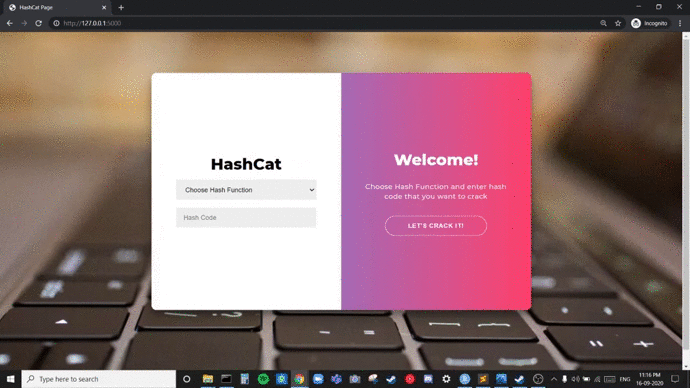 HashCat Page
http://127.0.0.1:5000
Incognito
HashCat
Choose Hash Function
Hash Code
Welcome!
Choose Hash Function and enter hash
code that you want to crack
LET'S CRACK IT!
Type here to search
ENG
11:16 PM
16-09-2020